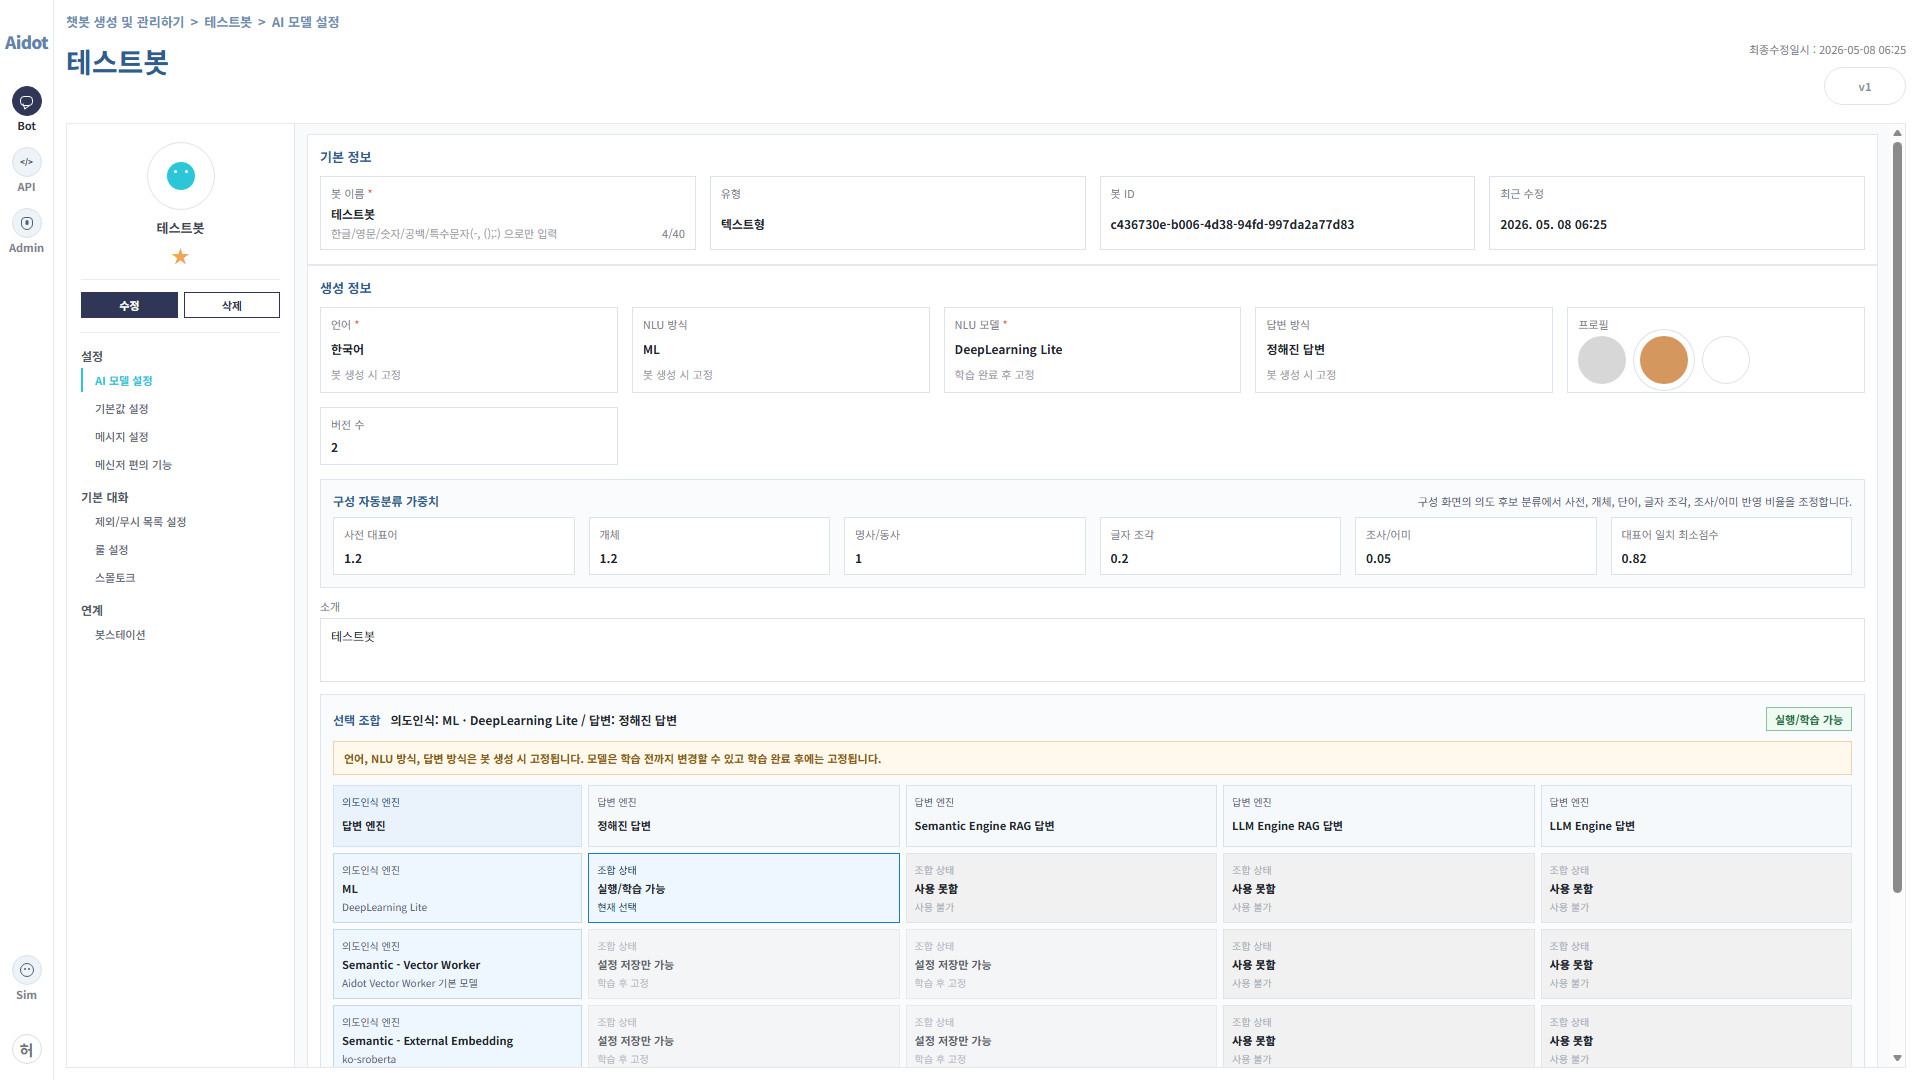 챗봇 생성 및 관리하기 > 테스트봇 > AI 모델 설정
Aidot
테스트봇
최종수정일시 : 2026-05-08 06:25
v1
Bot
</>
API
Admin
Sim
허
테스트봇
수정
삭제
설정
AI 모델 설정
기본값 설정
메시지 설정
메신저 편의 기능
기본 대화
제외/무시 목록 설정
룰 설정
스몰토크
연계
봇스테이션
기본 정보
봇 이름 *
테스트봇
한글/영문/숫자/공백/특수문자(-, ();:) 으로만 입력
4/40
유형
텍스트형
봇 ID
c436730e-b006-4d38-94fd-997da2a77d83
최근 수정
2026. 05. 08 06:25
생성 정보
언어 *
한국어
봇 생성 시 고정
NLU 방식
ML
봇 생성 시 고정
NLU 모델 *
DeepLearning Lite
학습 완료 후 고정
답변 방식
정해진 답변
봇 생성 시 고정
프로필
버전 수
2
구성 자동분류 가중치
구성 화면의 의도 후보 분류에서 사전, 개체, 단어, 글자 조각, 조사/어미 반영 비율을 조정합니다.
사전 대표어
1.2
개체
1.2
명사/동사
1
글자 조각
0.2
조사/어미
0.05
대표어 일치 최소점수
0.82
소개
테스트봇
선택 조합 의도인식: ML · DeepLearning Lite / 답변: 정해진 답변
실행/학습 가능
언어, NLU 방식, 답변 방식은 봇 생성 시 고정됩니다. 모델은 학습 전까지 변경할 수 있고 학습 완료 후에는 고정됩니다.
의도인식 엔진
답변 엔진
답변 엔진
정해진 답변
답변 엔진
Semantic Engine RAG 답변
답변 엔진
LLM Engine RAG 답변
답변 엔진
LLM Engine 답변
의도인식 엔진
ML
DeepLearning Lite
조합 상태
실행/학습 가능
현재 선택
조합 상태
사용 못함
사용 불가
조합 상태
사용 못함
사용 불가
조합 상태
사용 못함
사용 불가
의도인식 엔진
Semantic - Vector Worker
Aidot Vector Worker 기본 모델
조합 상태
설정 저장만 가능
학습 후 고정
조합 상태
설정 저장만 가능
학습 후 고정
조합 상태
사용 못함
사용 불가
조합 상태
사용 못함
사용 불가
의도인식 엔진
Semantic - External Embedding
ko-sroberta
조합 상태
설정 저장만 가능
학습 후 고정
조합 상태
설정 저장만 가능
학습 후 고정
조합 상태
사용 못함
사용 불가
조합 상태
사용 못함
사용 불가